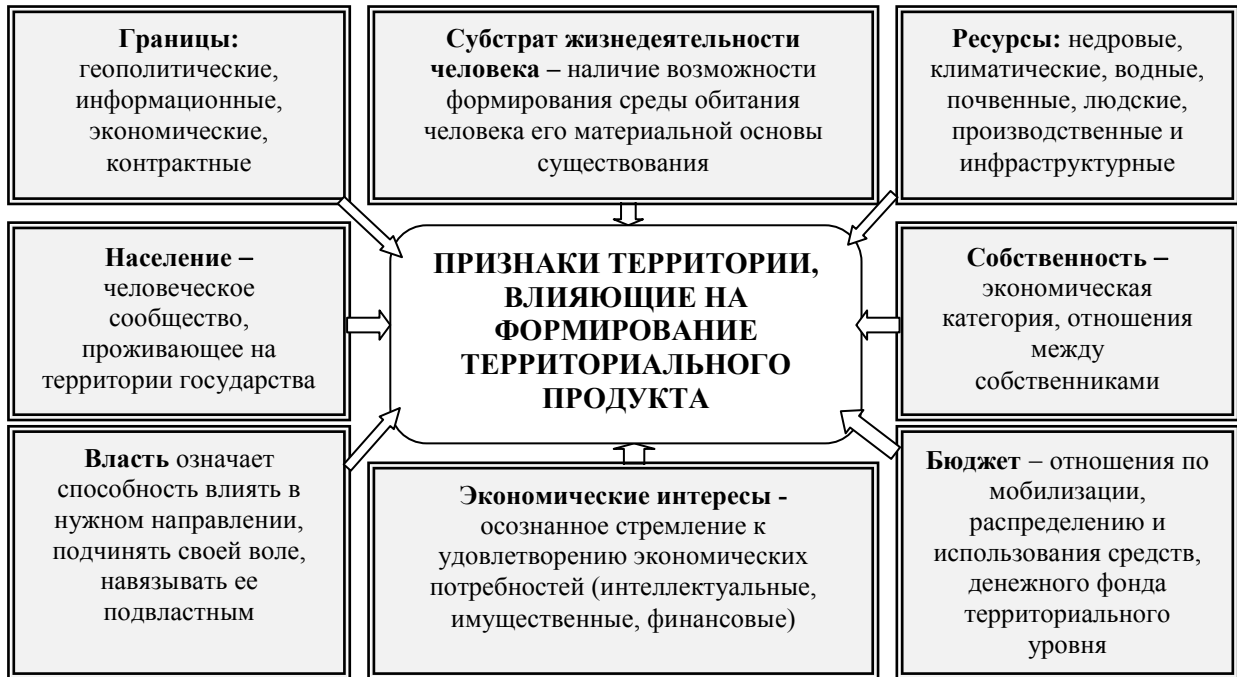 Границы:
геополитические,
информационные,
экономические,
контрактные
Субстрат жизнедеятельности
человека – наличие возможности
формирования среды обитания
человека его материальной основы
существования
Ресурсы: недровые,
климатические, водные,
почвенные, людские,
производственные и
инфраструктурные
Население –
человеческое
сообщество,
проживающее на
территории государства
ПРИЗНАКИ ТЕРРИТОРИИ,
ВЛИЯЮЩИЕ НА
ФОРМИРОВАНИЕ
ТЕРРИТОРИАЛЬНОГО
ПРОДУКТА
Собственность –
экономическая
категория, отношения
между
собственниками
Власть означает
способность влиять в
нужном направлении,
подчинять своей воле,
навязывать ее
подвластным
Экономические интересы -
осознанное стремление к
удовлетворению экономических
потребностей (интеллектуальные,
имущественные, финансовые)
Бюджет – отношения по
мобилизации,
распределению и
использования средств,
денежного фонда
территориального
уровня